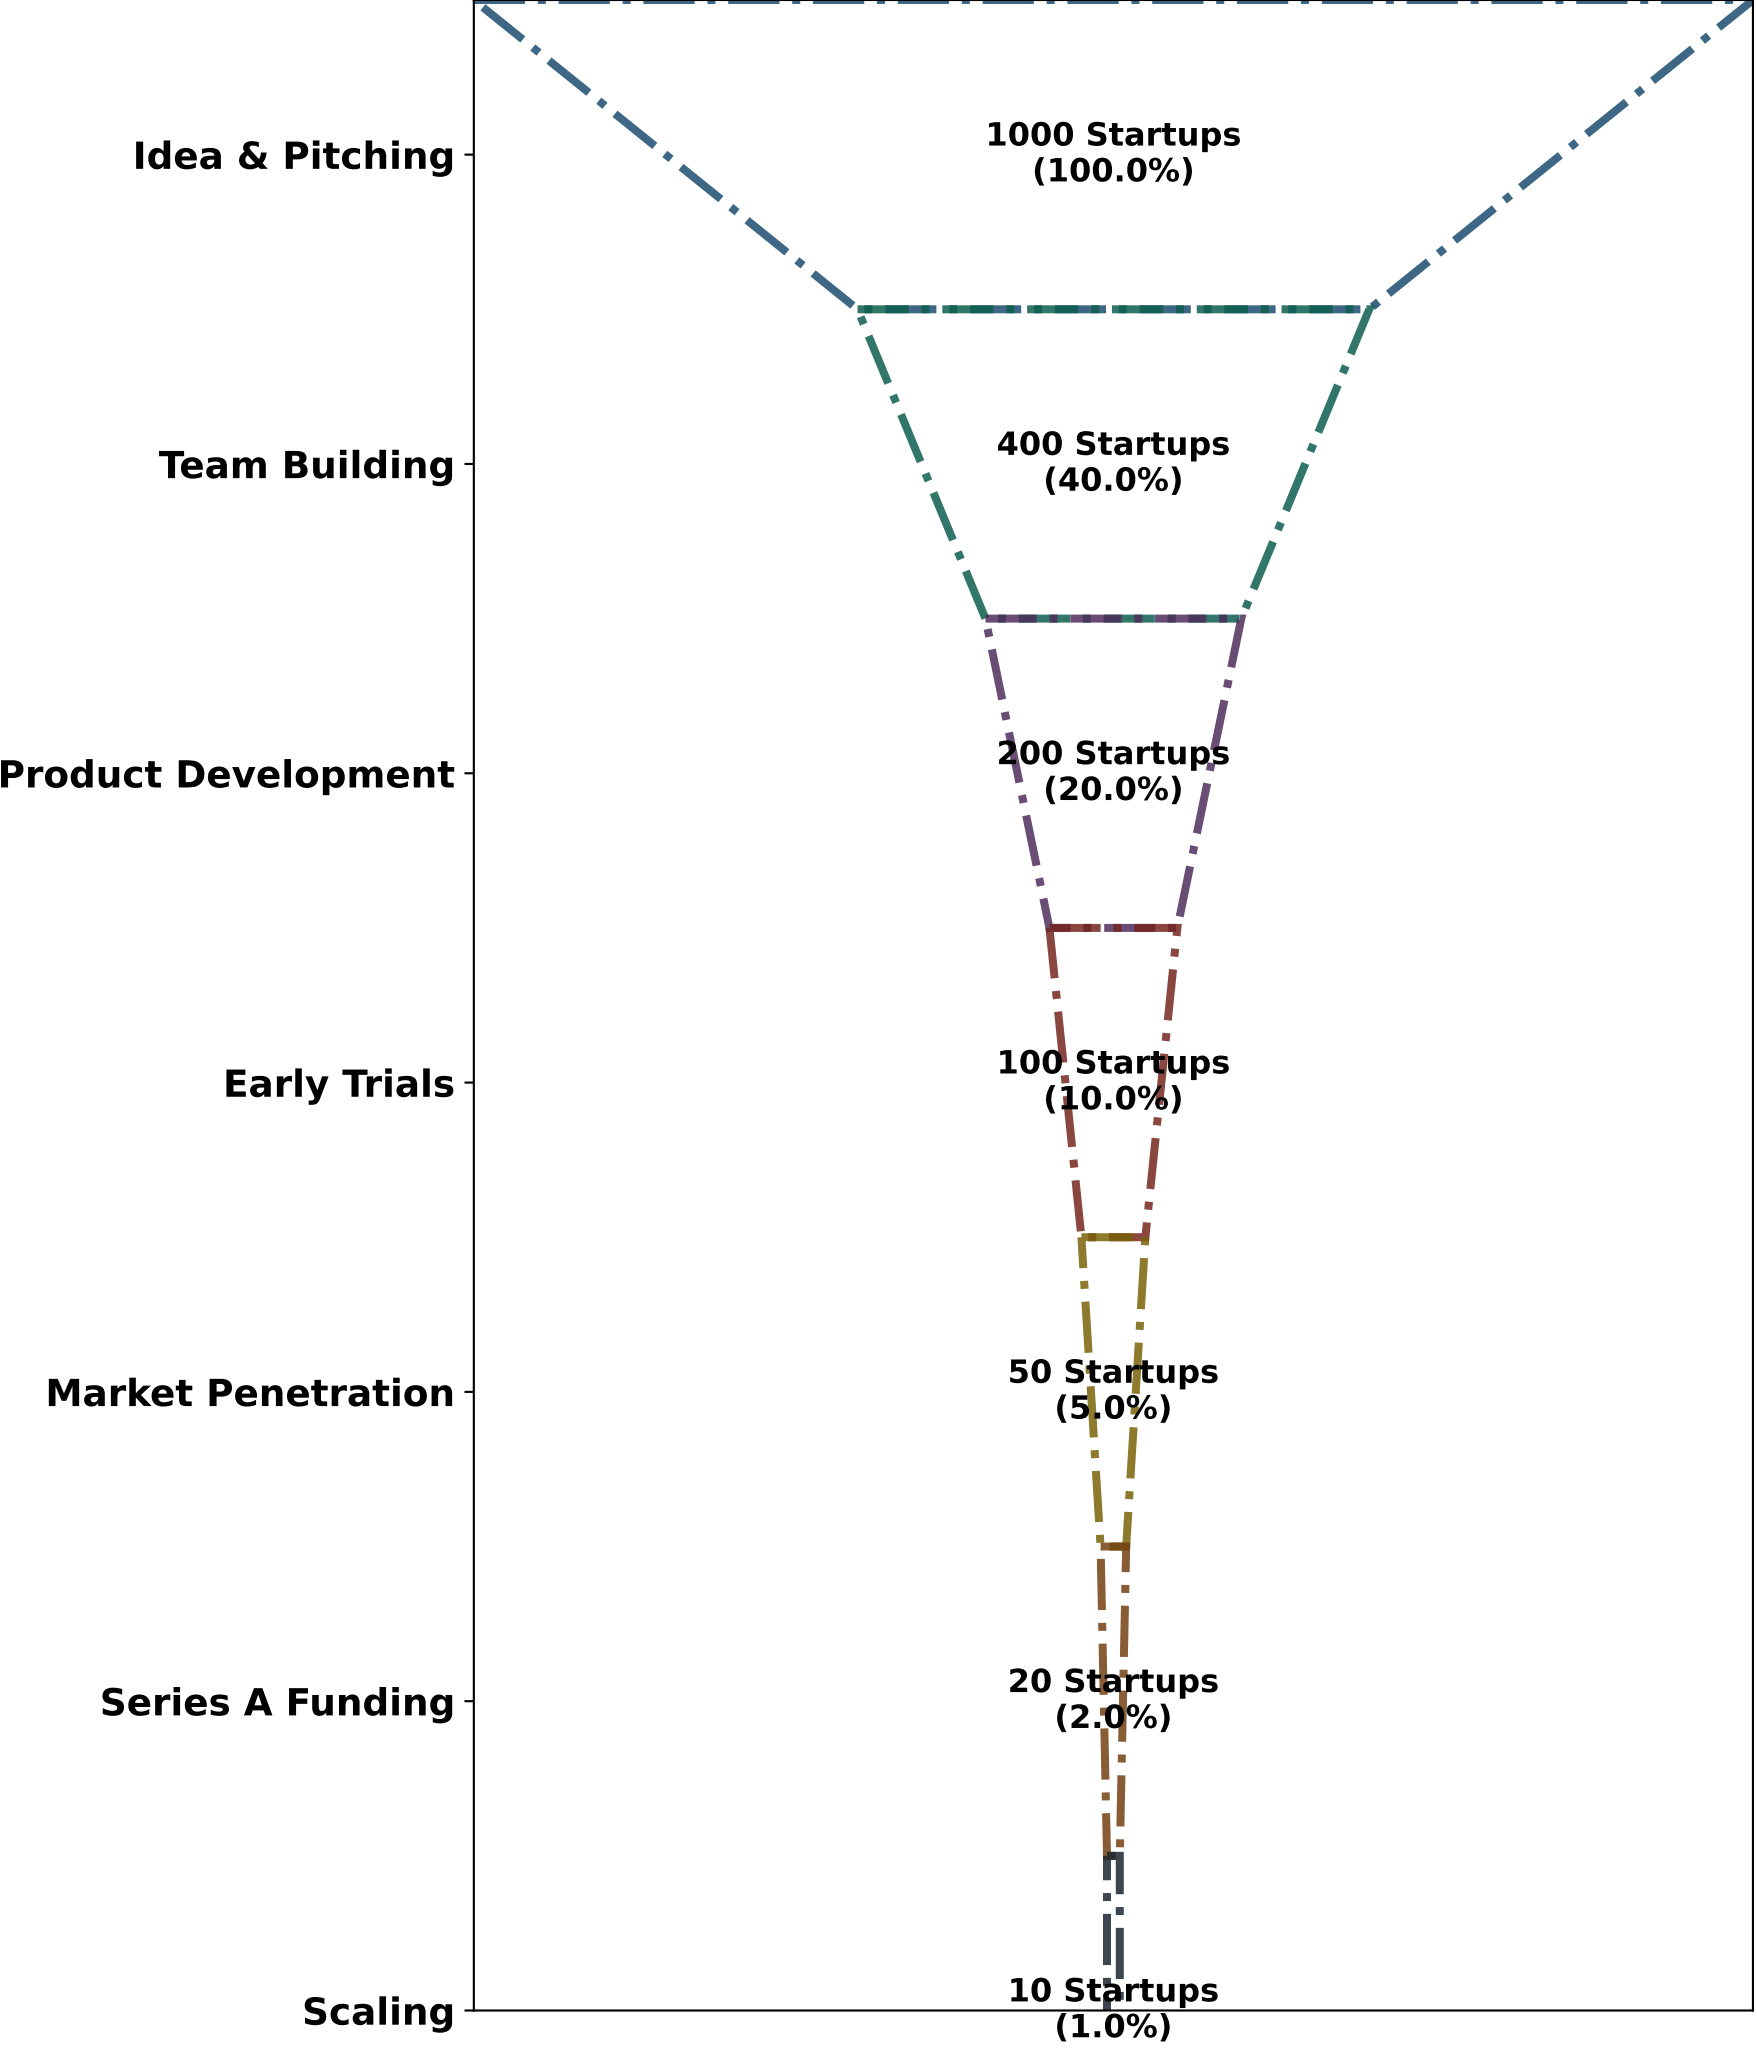 Idea & Pitching
1000 Startups
(100.0%)
Team Building
400 Startups
(40.0%)
Product Development
200 Startups
(20.0%)
Early Trials
100 Startups
(10.0%)
Market Penetration
50 Startups
(5.0%)
Series A Funding
20 Startups
(2.0%)
Scaling
10 Startups
(1.0%)